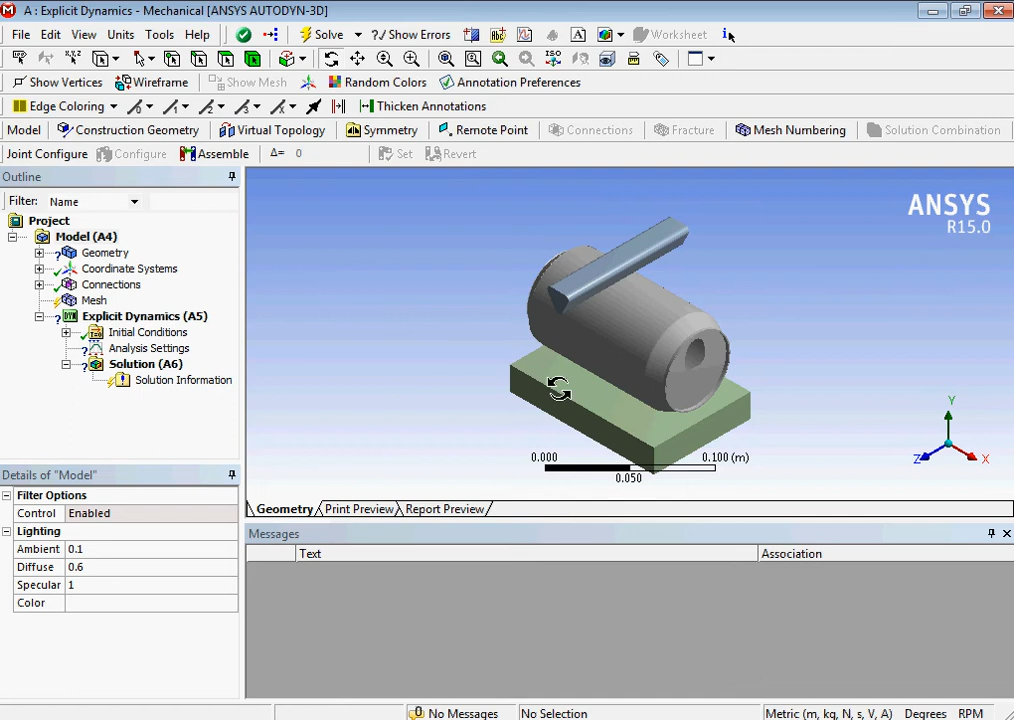 A : Explicit Dynamics - Mechanical [ANSYS AUTODYN-3D]
File Edit View Units Tools Help Solve ?/ Show Errors Worksheet
Show Vertices Wireframe Show Mesh Random Colors Annotation Preferences
Edge Coloring Thicken Annotations
Model Construction Geometry Virtual Topology Symmetry Remote Point Connections Fracture Mesh Numbering Solution Combination
Joint Configure Configure Assemble Δ= 0 Set Revert
Outline
Filter: Name
Project
Model (A4)
Geometry
Coordinate Systems
Connections
Mesh
Explicit Dynamics (A5)
Initial Conditions
Analysis Settings
Solution (A6)
Solution Information
ANSYS
R15.0
0.000 0.100 (m)
0.050
Y
Z X
Details of "Model"
Filter Options
Control Enabled
Lighting
Ambient 0.1
Diffuse 0.6
Specular 1
Color
Geometry Print Preview Report Preview
Messages
Text Association
No Messages No Selection Metric (m, kg, N, s, V, A) Degrees RPM